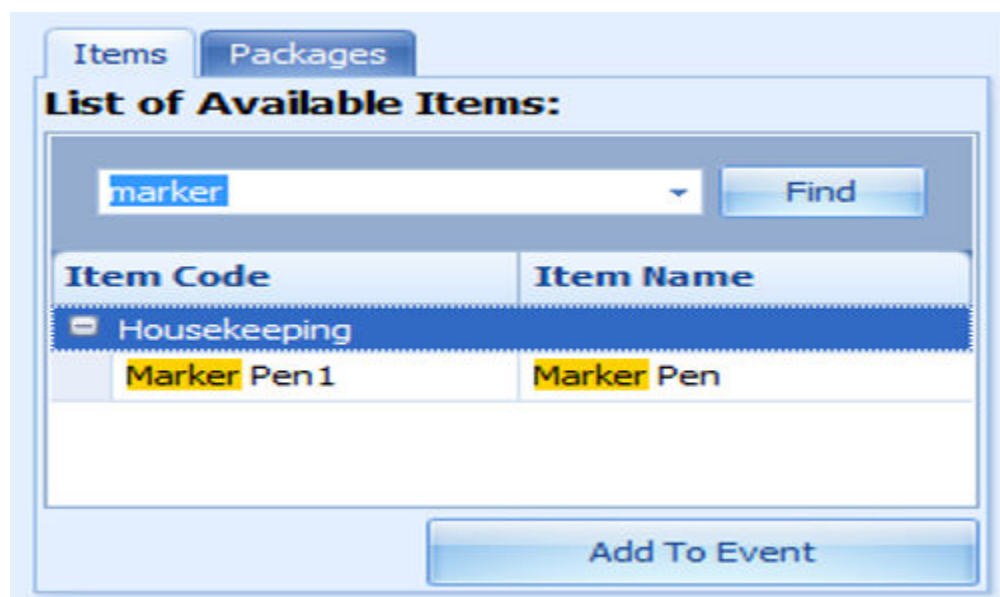 Items Packages
List of Available Items:
marker Find
Item Code Item Name
Housekeeping
Marker Pen1 Marker Pen
Add To Event